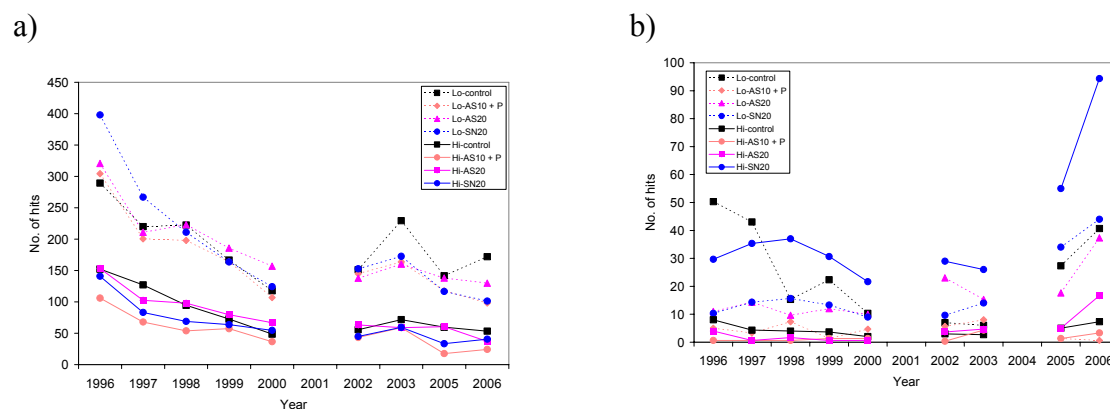 a)
450
400
350
300
250
200
150
100
50
0
No. of hits
Lo-control
Lo-AS10 + P
Lo-AS20
Lo-SN20
Hi-control
Hi-AS10 + P
Hi-AS20
Hi-SN20
1996 1997 1998 1999 2000 2001 2002 2003 2005 2006
Year
b)
100
90
80
70
60
50
40
30
20
10
0
No. of hits
Lo-control
Lo-AS10 + P
Lo-AS20
Lo-SN20
Hi-control
Hi-AS10 + P
Hi-AS20
Hi-SN20
1996 1997 1998 1999 2000 2001 2002 2003 2004 2005 2006
Year